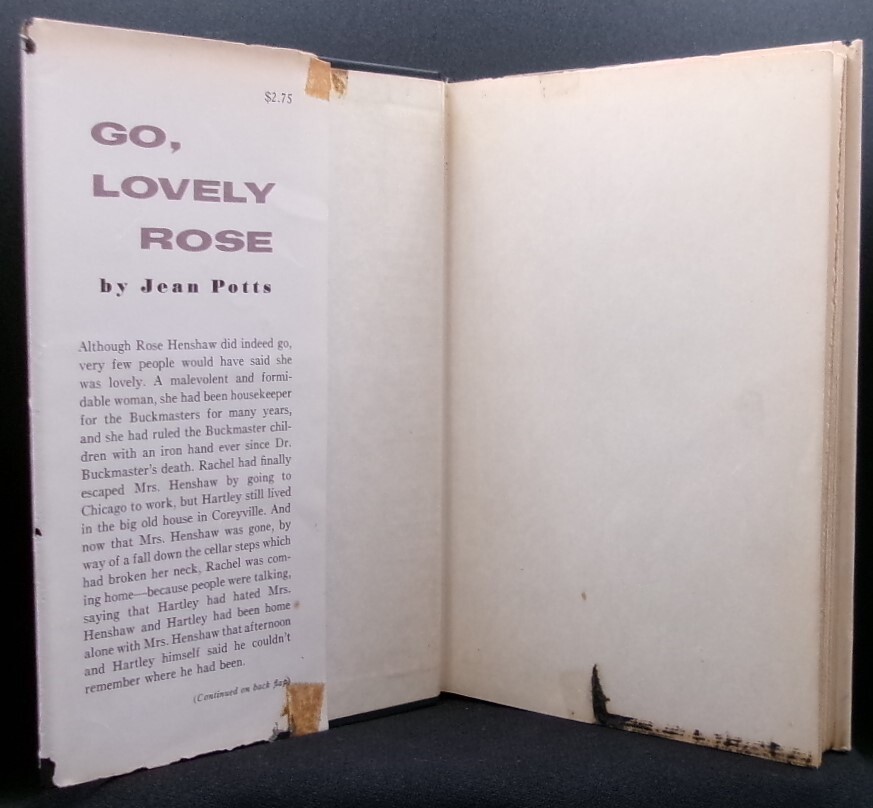 $2.75
GO,
LOVELY
ROSE
by Jean Potts
Although Rose Henshaw did indeed go,
very few people would have said she
was lovely. A malevolent and formi-
dable woman, she had been housekeeper
for the Buckmasters for many years,
and she had ruled the Buckmaster chil-
dren with an iron hand ever since Dr.
Buckmaster's death. Rachel had finally
escaped Mrs. Henshaw by going to
Chicago to work, but Hartley still lived
in the big old house in Coreyville. And
now that Mrs. Henshaw was gone, by
way of a fall down the cellar steps which
had broken her neck, Rachel was com-
ing home—because people were talking,
saying that Hartley had hated Mrs.
Henshaw and Hartley had been home
alone with Mrs. Henshaw that afternoon
and Hartley himself said he couldn't
remember where he had been.
(Continued on back flap)